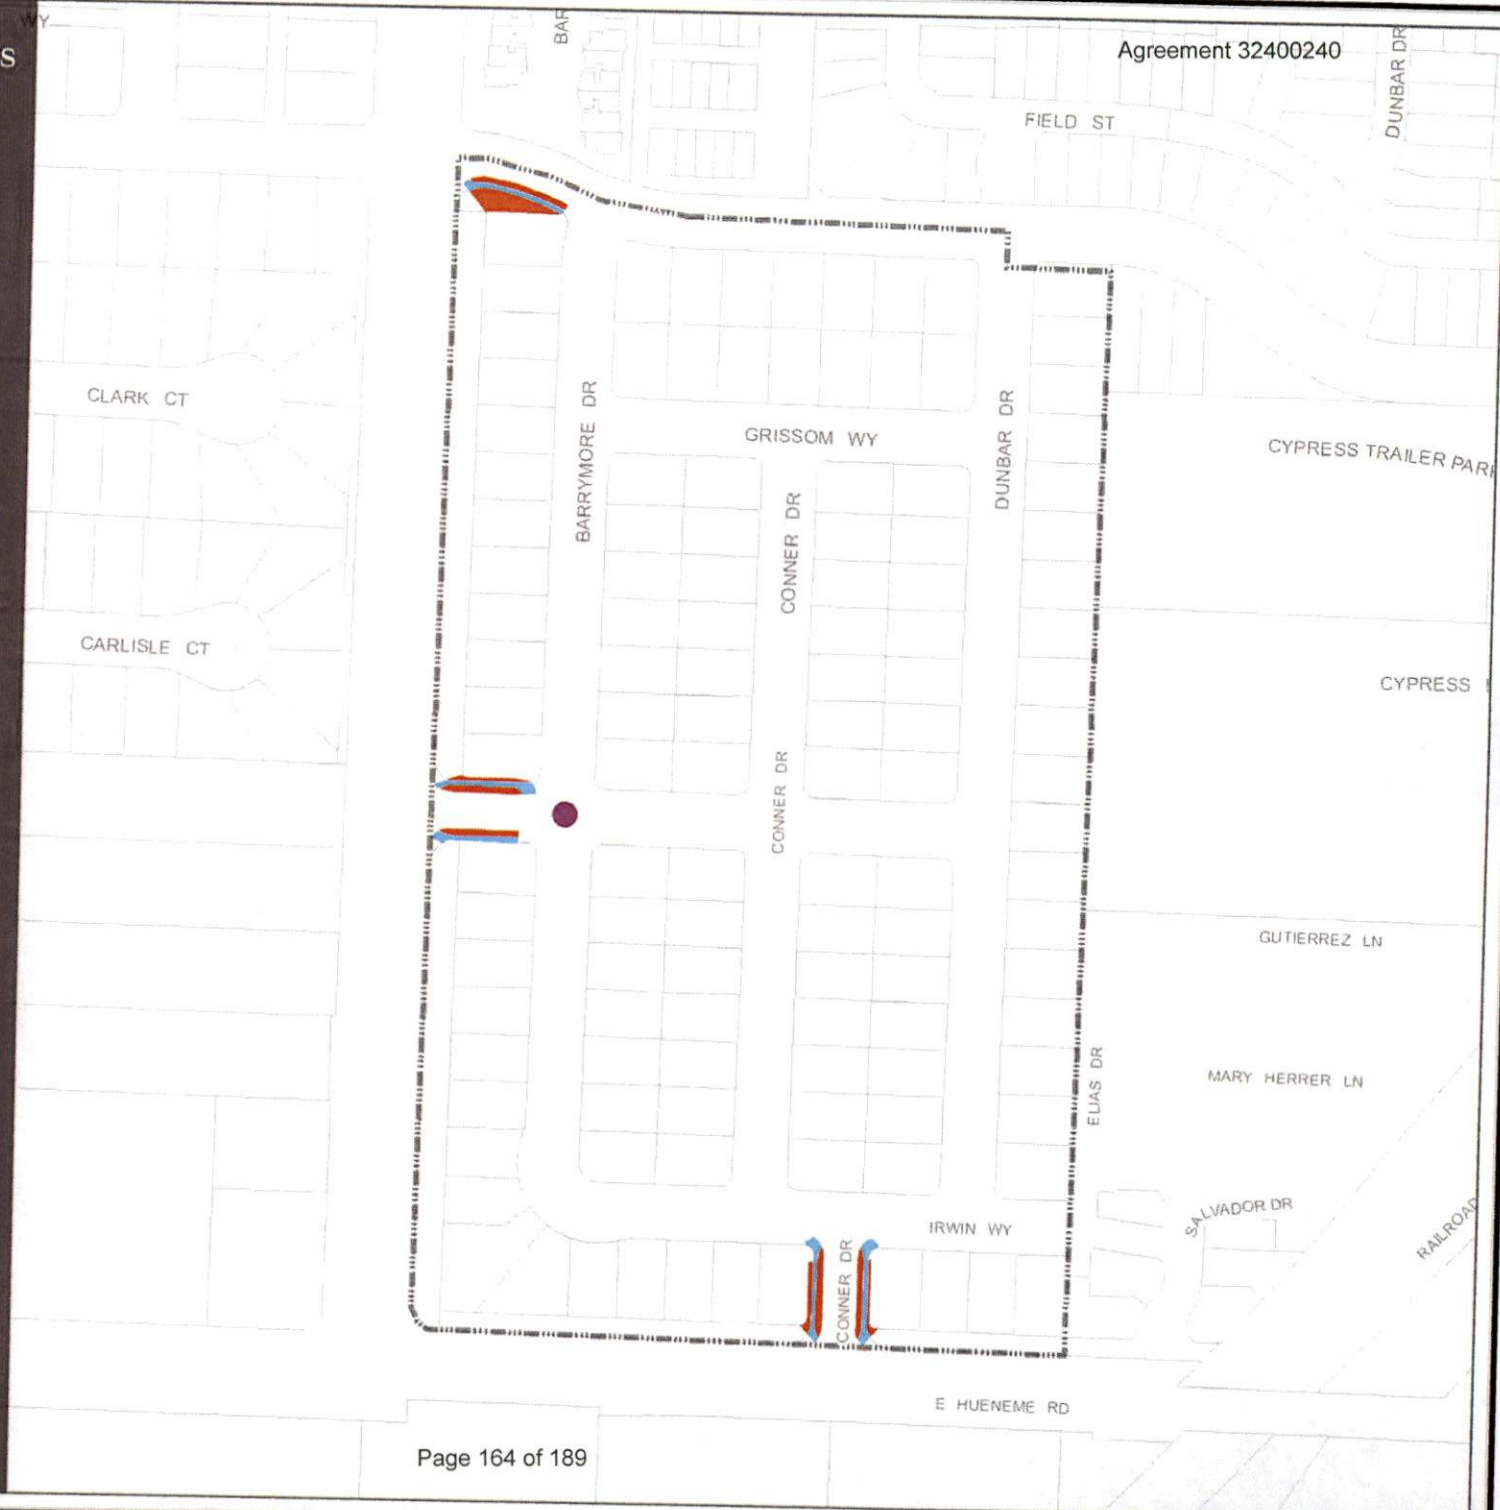 WY
S
BAR
Agreement 32400240
DUNBAR DR
FIELD ST
CLARK CT
BARRYMORE DR
GRISSOM WY
DUNBAR DR
CYPRESS TRAILER PARK
CONNER DR
CARLISLE CT
CYPRESS
CONNER DR
GUTIERREZ LN
ELIAS DR
MARY HERRER LN
SALVADOR DR
RAILROAD
IRWIN WY
CONNER DR
E HUENEME RD
Page 164 of 189